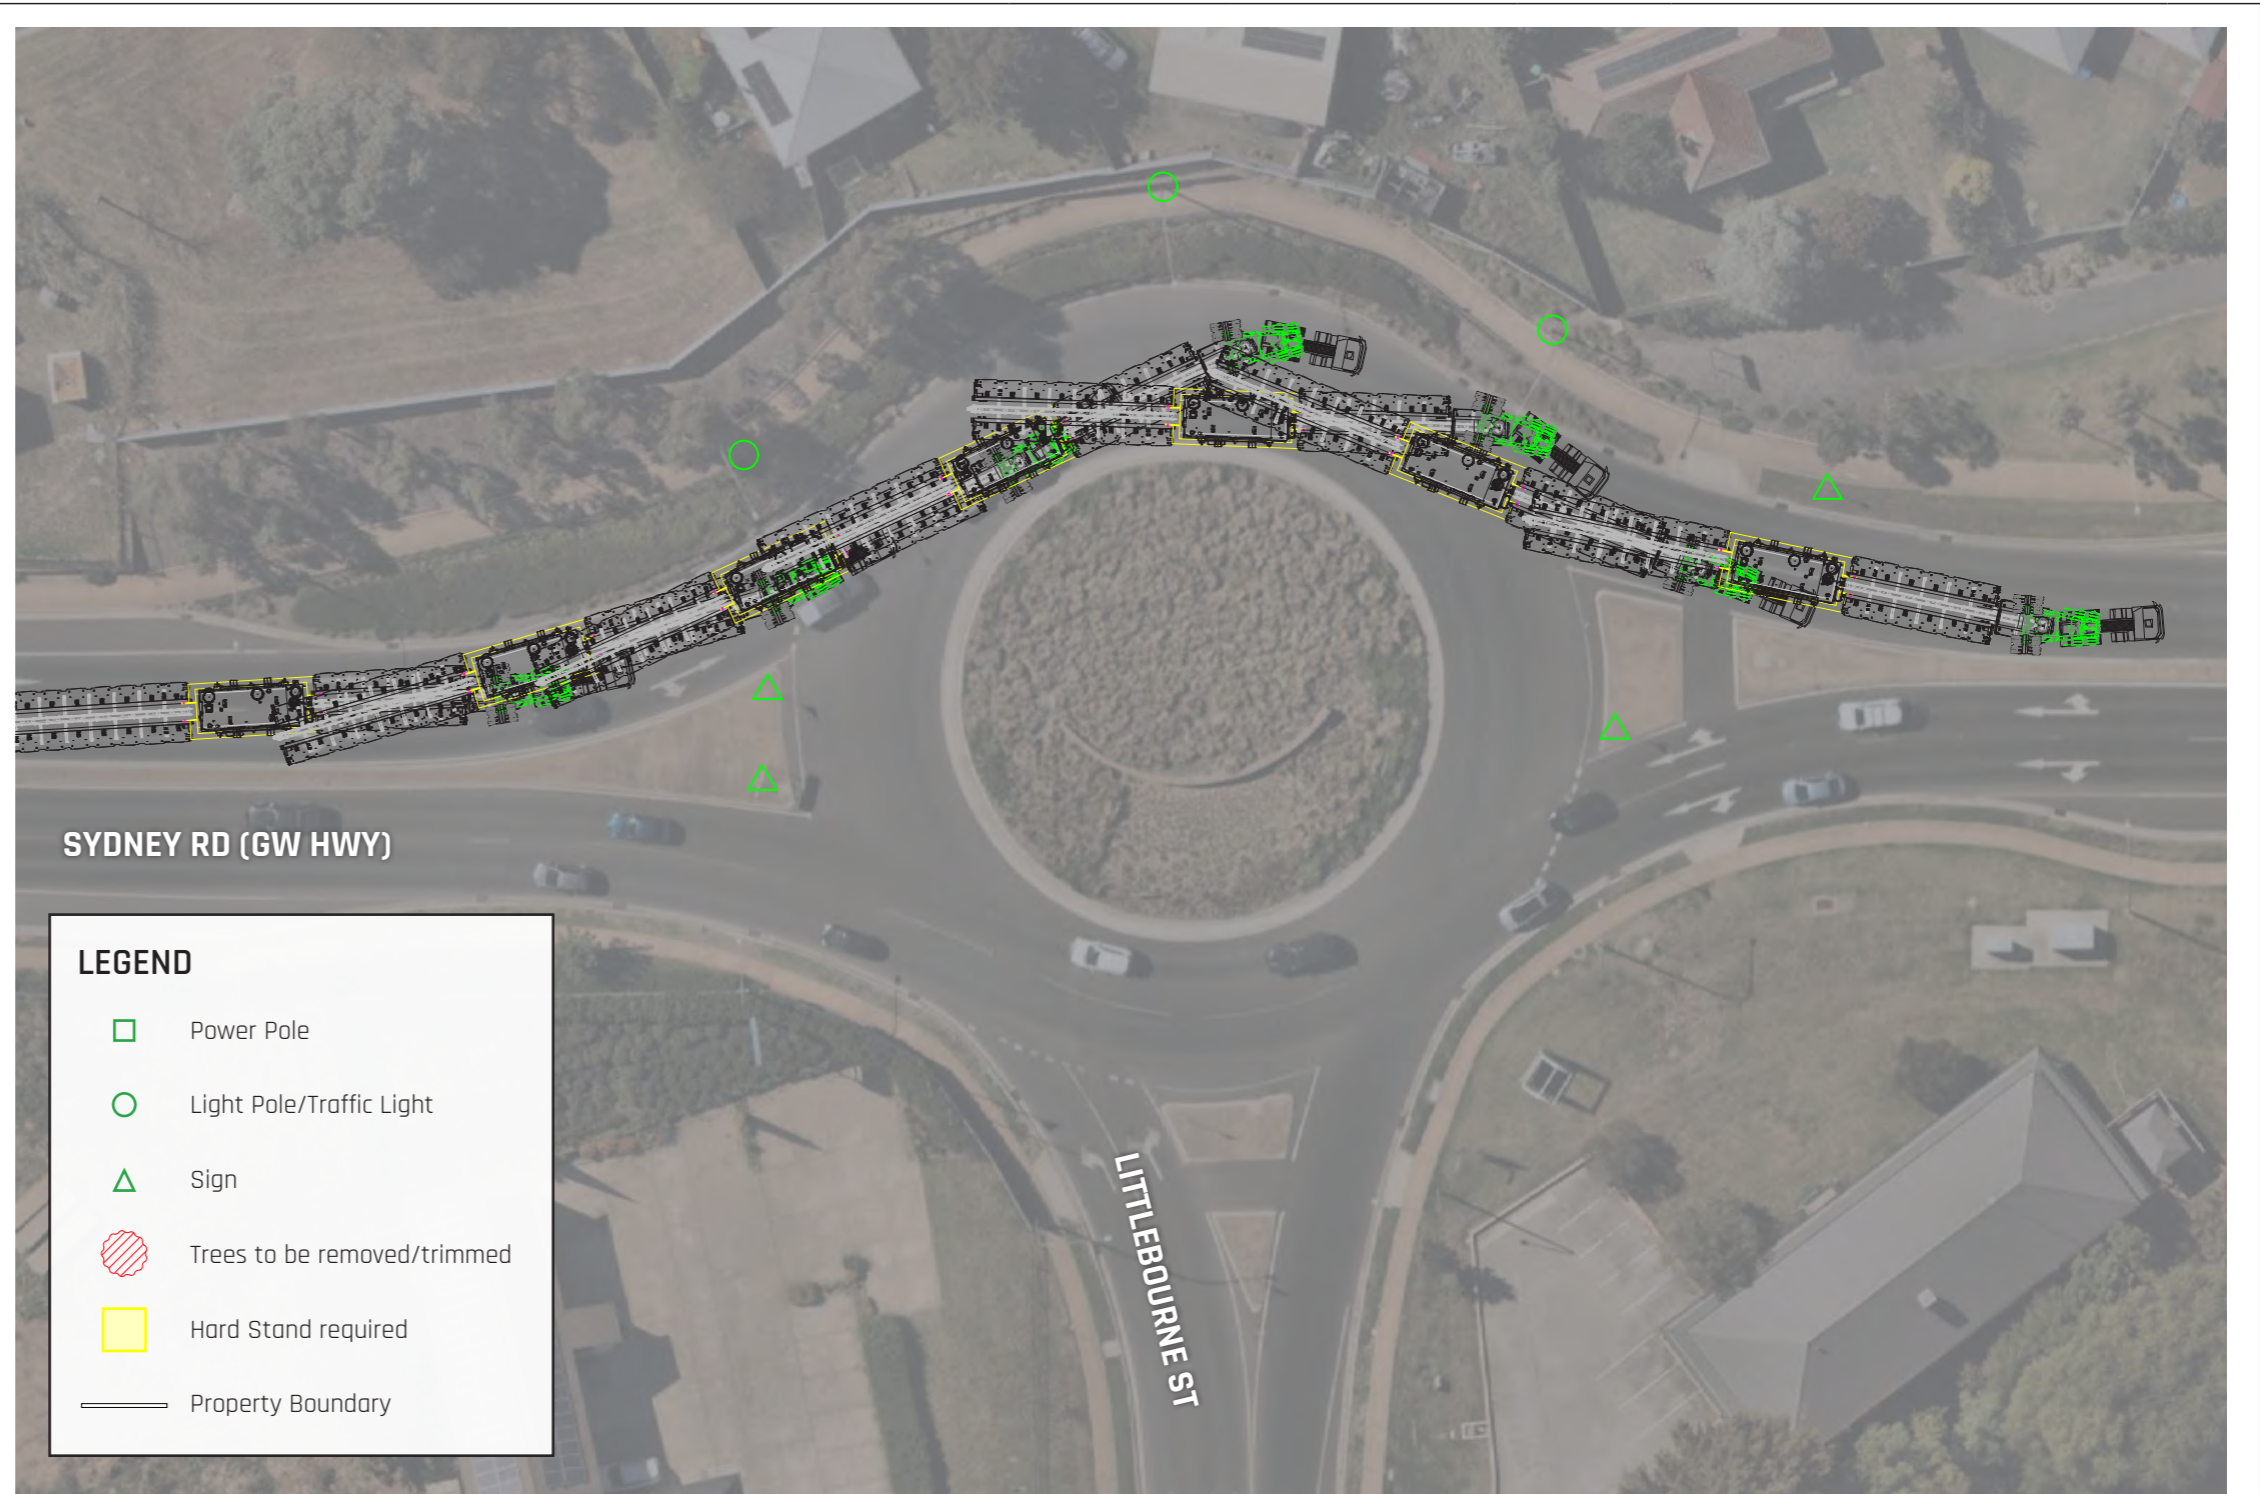 SYDNEY RD (GW HWY)
LEGEND
Power Pole
Light Pole/Traffic Light
Sign
Trees to be removed/trimmed
Hard Stand required
Property Boundary
LITTLEBOURNE ST